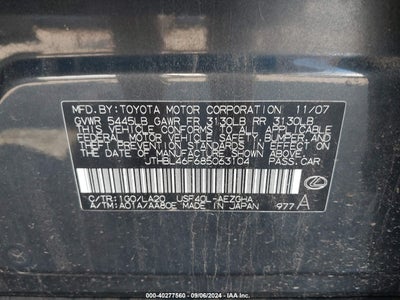 MFD.BY: TOYOTA MOTOR CORPORATION 11/07
GVWR 5445LB GAWR FR 3130LB RR 3130LB
THIS VEHICLE CONFORMS TO ALL APPLICABLE
FEDERAL MOTOR VEHICLE SAFETY, BUMPER, AND
THEFT PREVENTION STANDARDS IN EFFECT ON
THE DATE OF MANUFACTURE SHOWN ABOVE.
JTHBL46F685063104 PASS. CAR
C/TR:1G0/LA20 USF40L-AEZGHA
A/TM:A01A/AA80E MADE IN JAPAN 977 A
000-40277560 - 09/06/2024 - IAA Inc